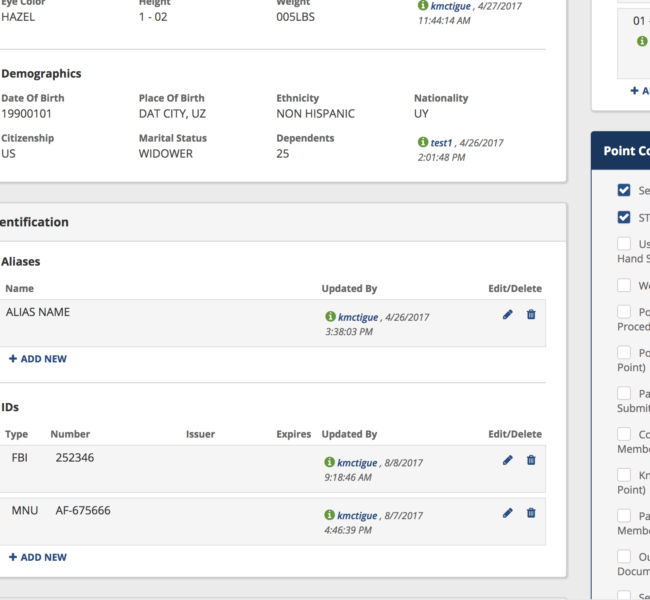 Eye Color Height Weight
HAZEL 1 - 02 005LBS
kmctigue , 4/27/2017
11:44:14 AM
Demographics
Date Of Birth Place Of Birth Ethnicity Nationality
19900101 DAT CITY, UZ NON HISPANIC UY
Citizenship Marital Status Dependents
US WIDOWER 25
test1 , 4/26/2017
2:01:48 PM
entification
Aliases
Name Updated By Edit/Delete
ALIAS NAME kmctigue , 4/26/2017
3:38:03 PM
+ ADD NEW
IDs
Type Number Issuer Expires Updated By Edit/Delete
FBI 252346 kmctigue , 8/8/2017
9:18:46 AM
MNU AF-675666 kmctigue , 8/7/2017
4:46:39 PM
+ ADD NEW
01
+ A
Point Co
Se
ST
Us
Hand S
We
Po
Proced
Po
Point)
Pa
Submit
Co
Membe
Kn
Point)
Pa
Membe
Ou
Docum
Se